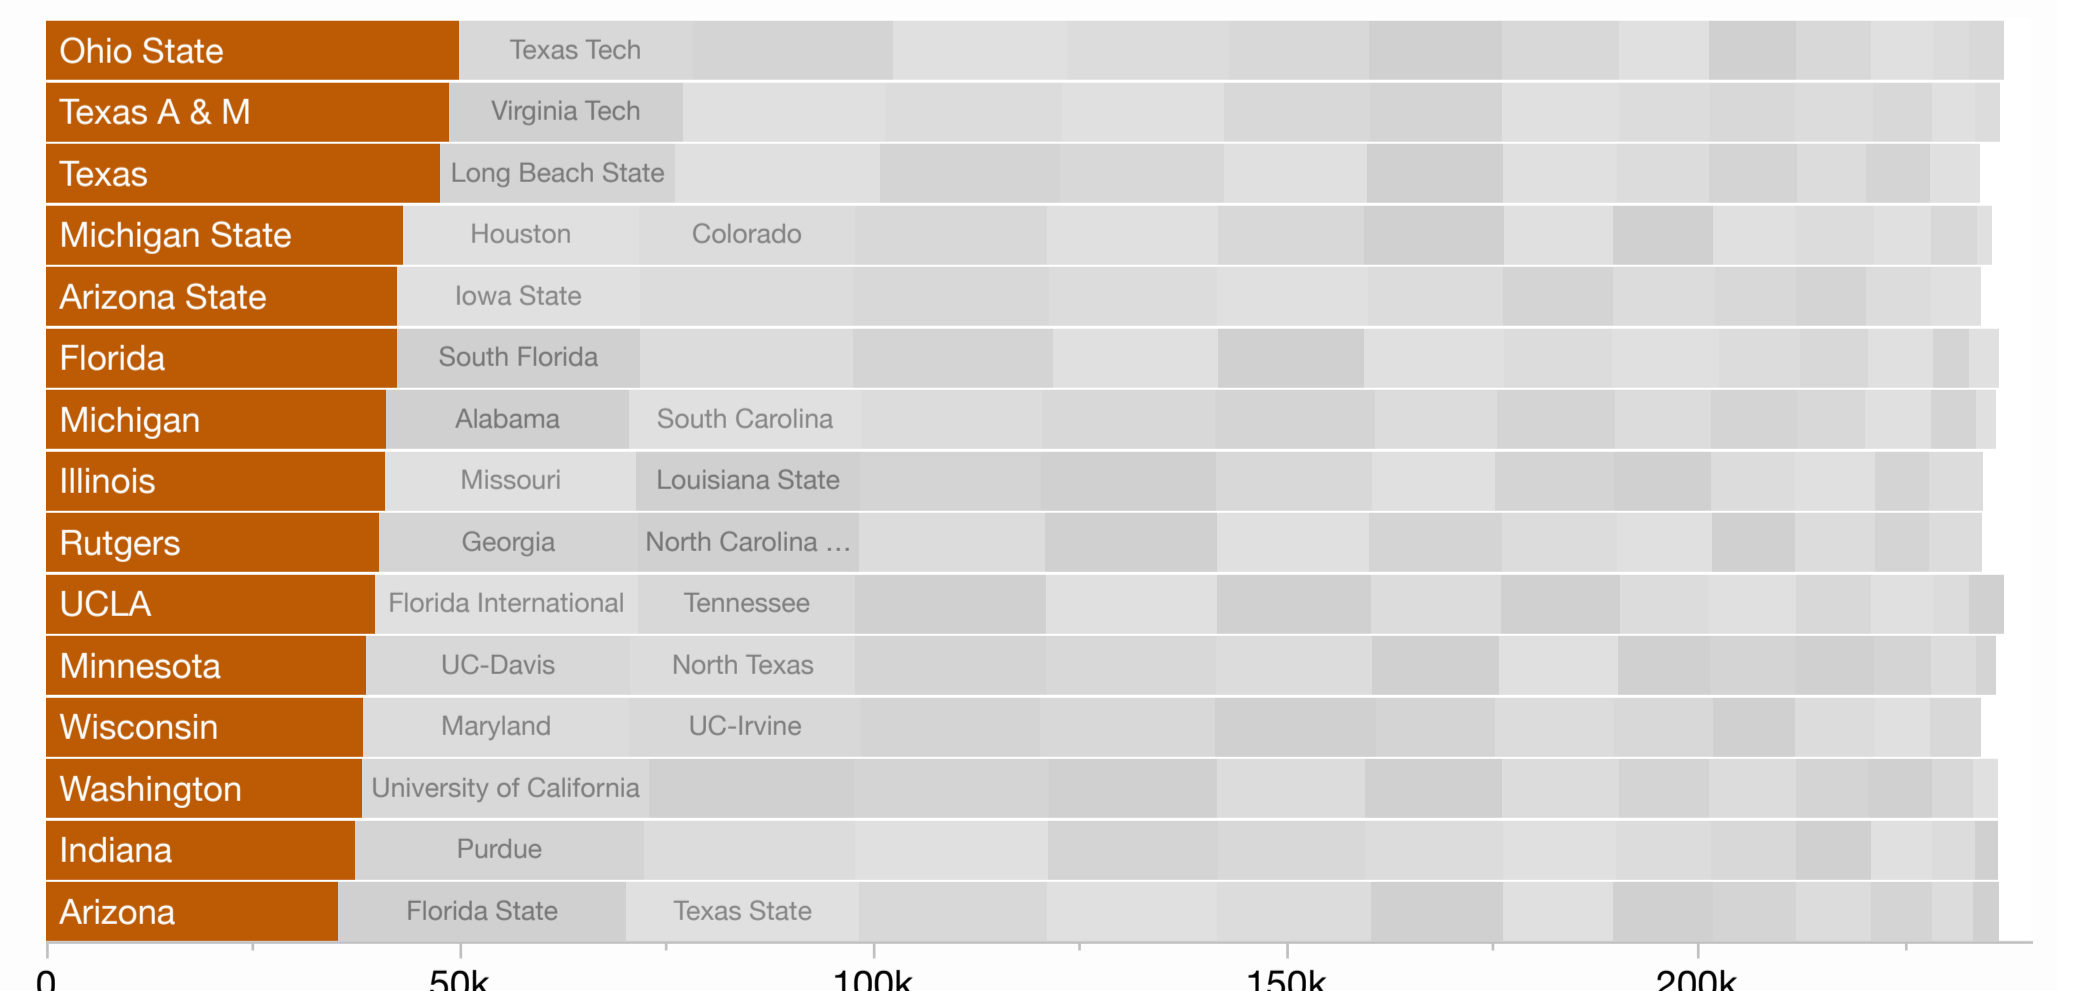 Ohio State Texas Tech
Texas A & M Virginia Tech
Texas Long Beach State
Michigan State Houston Colorado
Arizona State Iowa State
Florida South Florida
Michigan Alabama South Carolina
Illinois Missouri Louisiana State
Rutgers Georgia North Carolina ...
UCLA Florida International Tennessee
Minnesota UC-Davis North Texas
Wisconsin Maryland UC-Irvine
Washington University of California
Indiana Purdue
Arizona Florida State Texas State
0 50k 100k 150k 200k